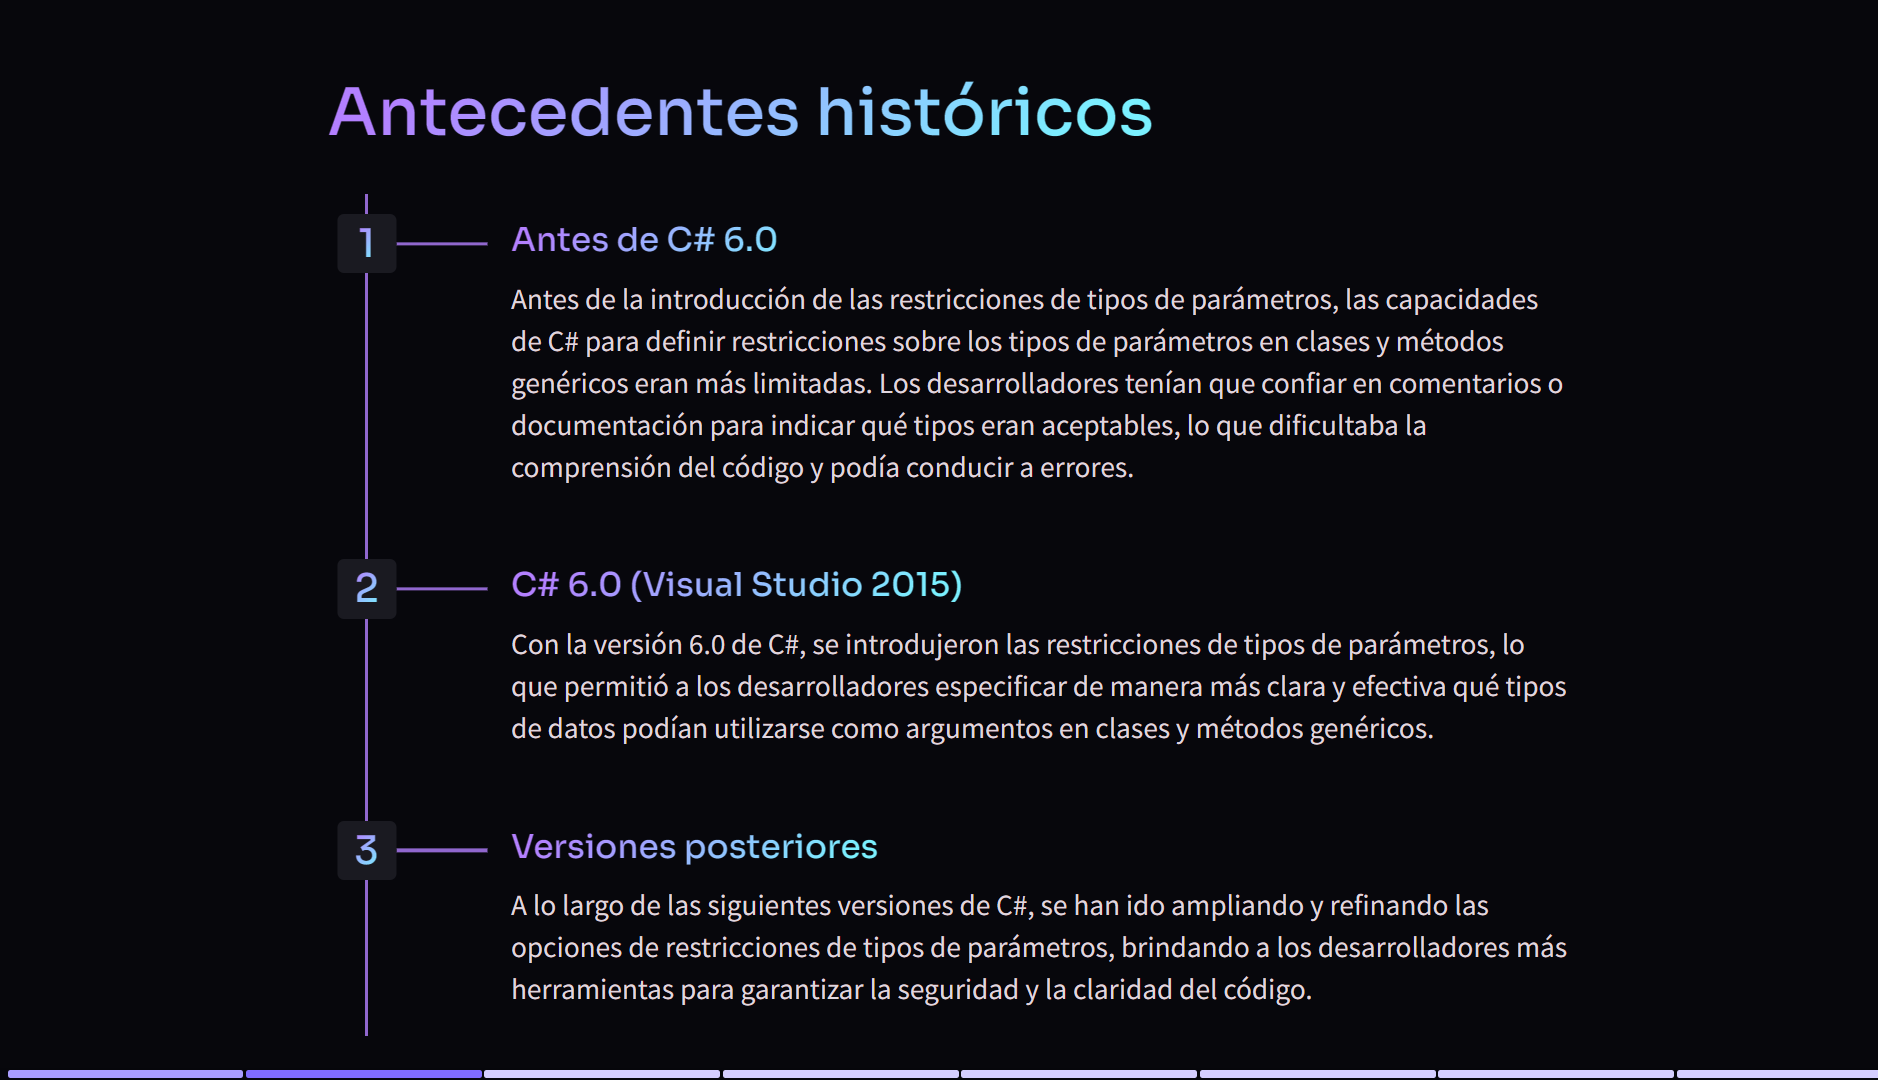 Antecedentes históricos
1
Antes de C# 6.0
Antes de la introducción de las restricciones de tipos de parámetros, las capacidades
de C# para definir restricciones sobre los tipos de parámetros en clases y métodos
genéricos eran más limitadas. Los desarrolladores tenían que confiar en comentarios o
documentación para indicar qué tipos eran aceptables, lo que dificultaba la
comprensión del código y podía conducir a errores.
2
C# 6.0 (Visual Studio 2015)
Con la versión 6.0 de C#, se introdujeron las restricciones de tipos de parámetros, lo
que permitió a los desarrolladores especificar de manera más clara y efectiva qué tipos
de datos podían utilizarse como argumentos en clases y métodos genéricos.
3
Versiones posteriores
A lo largo de las siguientes versiones de C#, se han ido ampliando y refinando las
opciones de restricciones de tipos de parámetros, brindando a los desarrolladores más
herramientas para garantizar la seguridad y la claridad del código.